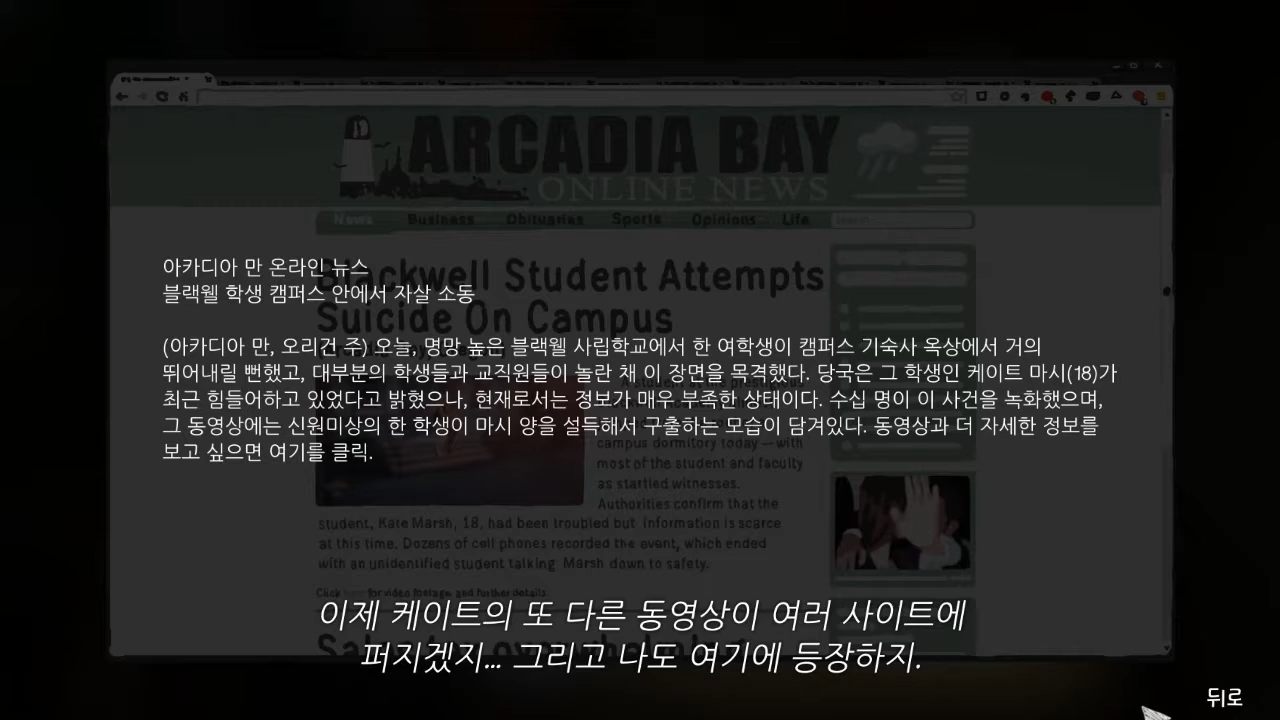 ARCADIA BAY
ONLINE NEWS
News Business Obituaries Sports Opinions Life
아카디아 만 온라인 뉴스
블랙웰 학생 캠퍼스 안에서 자살 소동
Blackwell Student Attempts
Suicide On Campus
(아카디아 만, 오리건 주) 오늘, 명망 높은 블랙웰 사립학교에서 한 여학생이 캠퍼스 기숙사 옥상에서 거의
뛰어내릴 뻔했고, 대부분의 학생들과 교직원들이 놀란 채 이 장면을 목격했다. 당국은 그 학생인 케이트 마시(18)가
최근 힘들어하고 있었다고 밝혔으나, 현재로서는 정보가 매우 부족한 상태이다. 수십 명이 이 사건을 녹화했으며,
그 동영상에는 신원미상의 한 학생이 마시 양을 설득해서 구출하는 모습이 담겨있다. 동영상과 더 자세한 정보를
보고 싶으면 여기를 클릭.
campus dormitory today — with
most of the student and faculty
as startled witnesses.
Authorities confirm that the
student, Kate Marsh, 18, had been troubled but information is scarce
at this time. Dozens of cell phones recorded the event, which ended
with an unidentified student talking Marsh down to safety.
Click here for video footage and further details.
이제 케이트의 또 다른 동영상이 여러 사이트에
퍼지겠지... 그리고 나도 여기에 등장하지.
뒤로